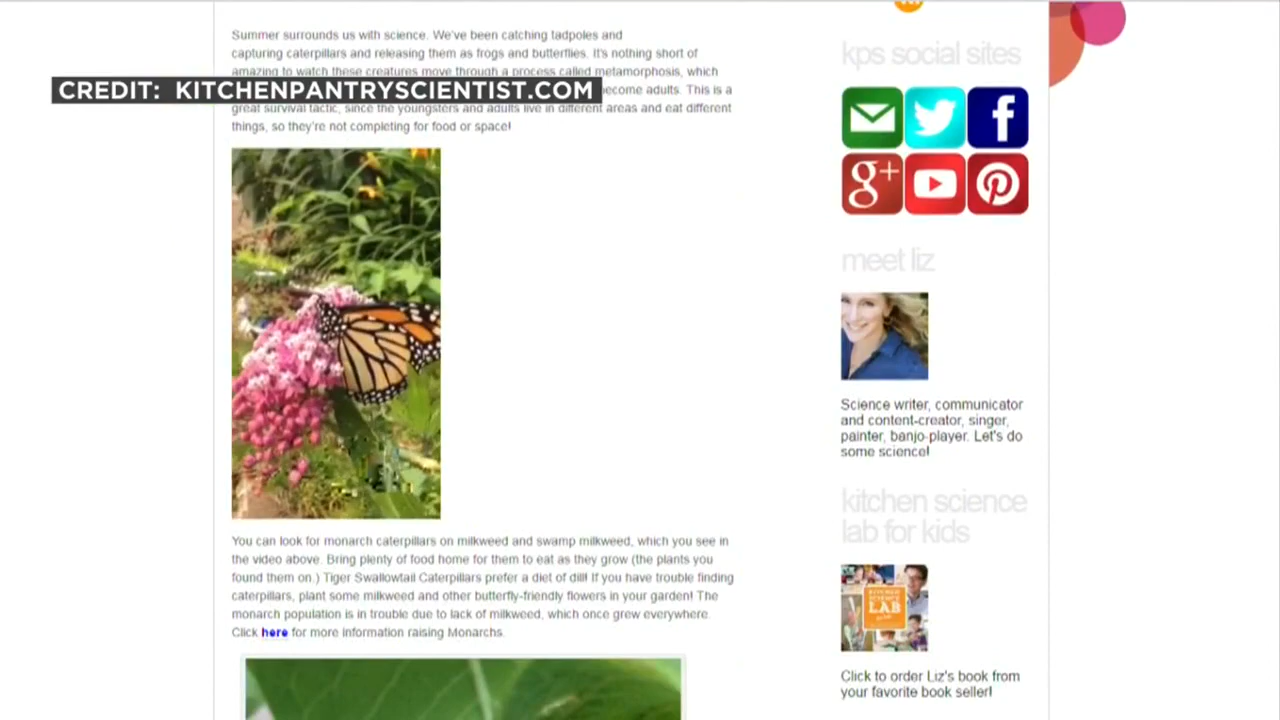 Summer surrounds us with science. We've been catching tadpoles and
capturing caterpillars and releasing them as frogs and butterflies. It's nothing short of
amazing to watch these creatures move through a process called metamorphosis, which
CREDIT: KITCHENPANTRYSCIENTIST.COM
become adults. This is a
great survival tactic, since the youngsters and adults live in different areas and eat different
things, so they're not completing for food or space!
You can look for monarch caterpillars on milkweed and swamp milkweed, which you see in
the video above. Bring plenty of food home for them to eat as they grow (the plants you
found them on.) Tiger Swallowtail Caterpillars prefer a diet of dill! If you have trouble finding
caterpillars, plant some milkweed and other butterfly-friendly flowers in your garden! The
monarch population is in trouble due to lack of milkweed, which once grew everywhere.
Click here for more information raising Monarchs.
kps social sites
f
g+
meet liz
Science writer, communicator
and content-creator, singer,
painter, banjo-player. Let's do
some science!
kitchen science
lab for kids
KITCHEN
SCIENCE
LAB
Click to order Liz's book from
your favorite book seller!